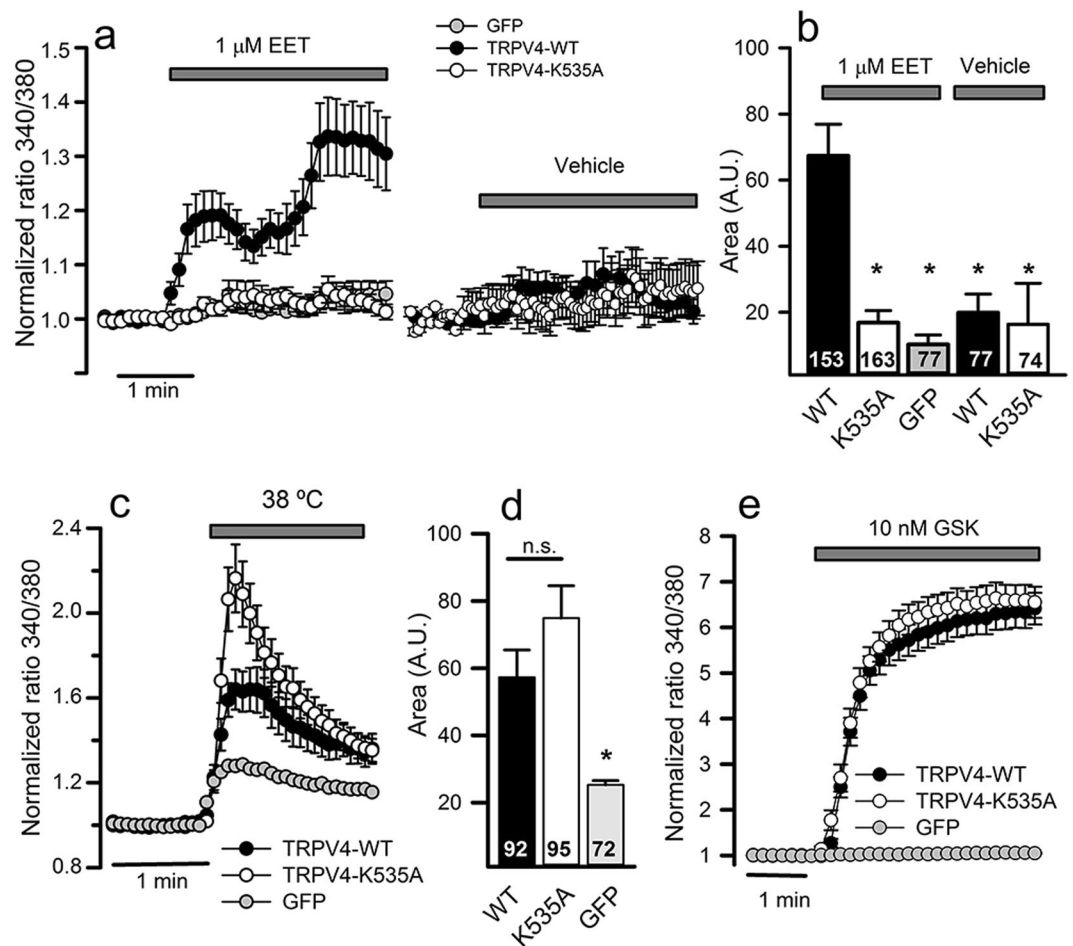 a
1 μM EET
GFP
TRPV4-WT
TRPV4-K535A
Vehicle
Normalized ratio 340/380
1.5
1.4
1.3
1.2
1.1
1.0
1 min
b
1 μM EET
Vehicle
Area (A.U.)
100
80
60
40
20
*
*
*
*
153
163
77
77
74
WT
K535A
GFP
WT
K535A
c
38 ºC
Normalized ratio 340/380
2.4
2.0
1.6
1.2
0.8
1 min
TRPV4-WT
TRPV4-K535A
GFP
d
n.s.
Area (A.U.)
100
80
60
40
20
*
92
95
72
WT
K535A
GFP
e
10 nM GSK
Normalized ratio 340/380
8
7
6
5
4
3
2
1
TRPV4-WT
TRPV4-K535A
GFP
1 min